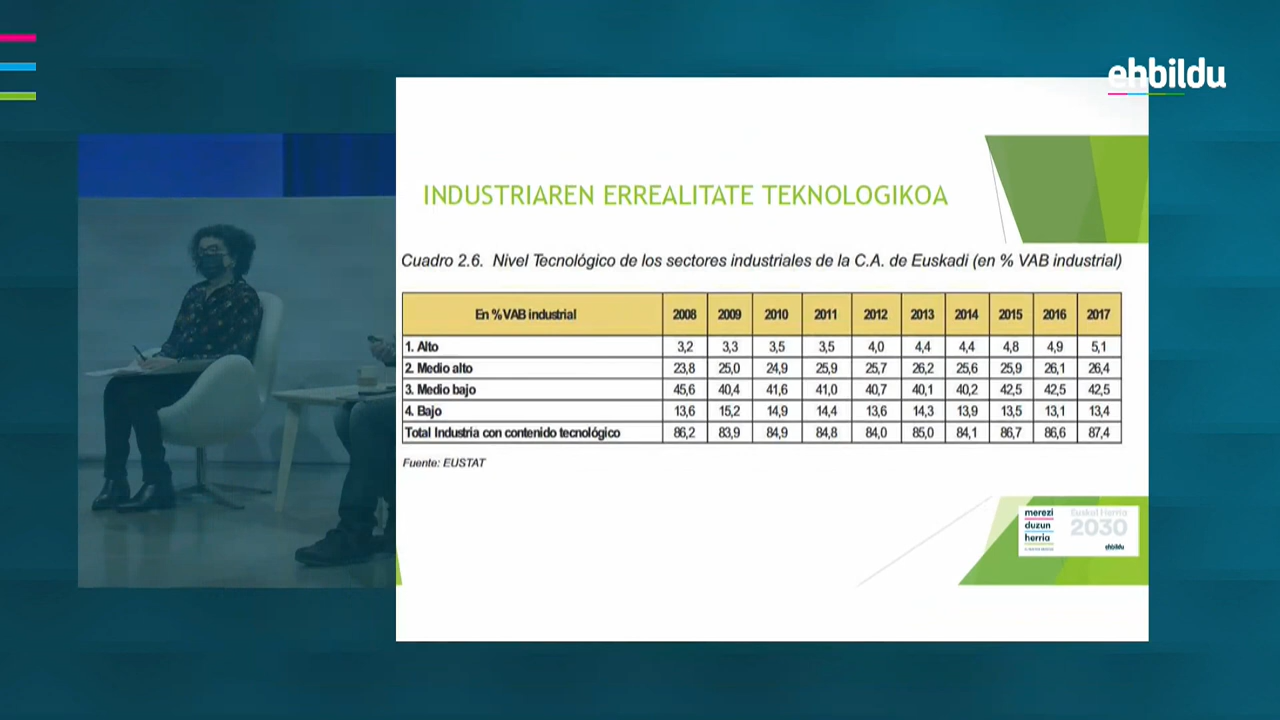 ehbildu
INDUSTRIAREN ERREALITATE TEKNOLOGIKOA
Cuadro 2.6. Nivel Tecnológico de los sectores industriales de la C.A. de Euskadi (en % VAB industrial)
En %VAB industrial 2008 2009 2010 2011 2012 2013 2014 2015 2016 2017
1. Alto 3,2 3,3 3,5 3,5 4,0 4,4 4,4 4,8 4,9 5,1
2. Medio alto 23,8 25,0 24,9 25,9 25,7 26,2 25,6 25,9 26,1 26,4
3. Medio bajo 45,6 40,4 41,6 41,0 40,7 40,1 40,2 42,5 42,5 42,5
4. Bajo 13,6 15,2 14,9 14,4 13,6 14,3 13,9 13,5 13,1 13,4
Total Industria con contenido tecnológico 86,2 83,9 84,9 84,8 84,0 85,0 84,1 86,7 86,6 87,4
Fuente: EUSTAT
merezi
duzun
herria
Euskal Herria
2030
ehbildu